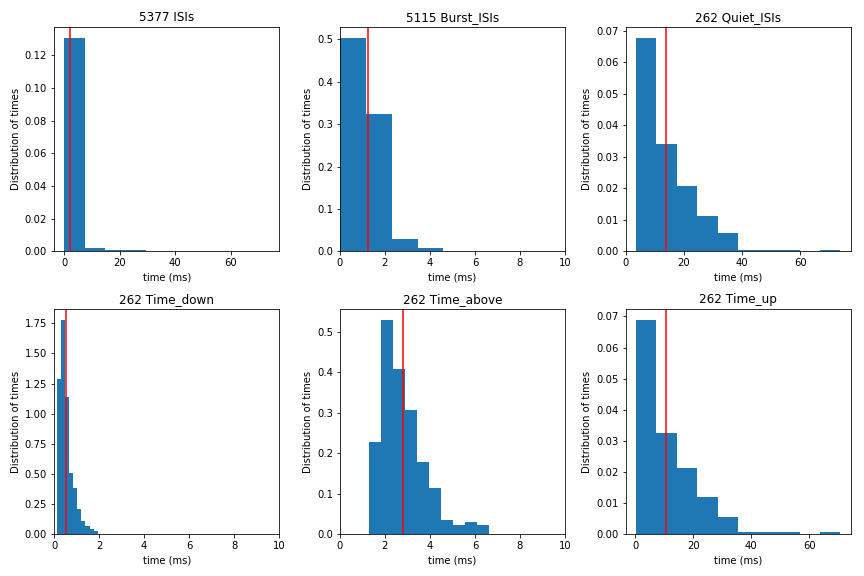 5377 ISIs
5115 Burst_ISIs
262 Quiet_ISIs
Distribution of times
0.12
0.10
0.08
0.06
0.04
0.02
0.00
0 20 40 60
time (ms)
Distribution of times
0.5
0.4
0.3
0.2
0.1
0.0
0 2 4 6 8 10
time (ms)
Distribution of times
0.07
0.06
0.05
0.04
0.03
0.02
0.01
0.00
0 20 40 60
time (ms)
262 Time_down
262 Time_above
262 Time_up
Distribution of times
1.75
1.50
1.25
1.00
0.75
0.50
0.25
0.00
0 2 4 6 8 10
time (ms)
Distribution of times
0.5
0.4
0.3
0.2
0.1
0.0
0 2 4 6 8 10
time (ms)
Distribution of times
0.07
0.06
0.05
0.04
0.03
0.02
0.01
0.00
0 20 40 60
time (ms)